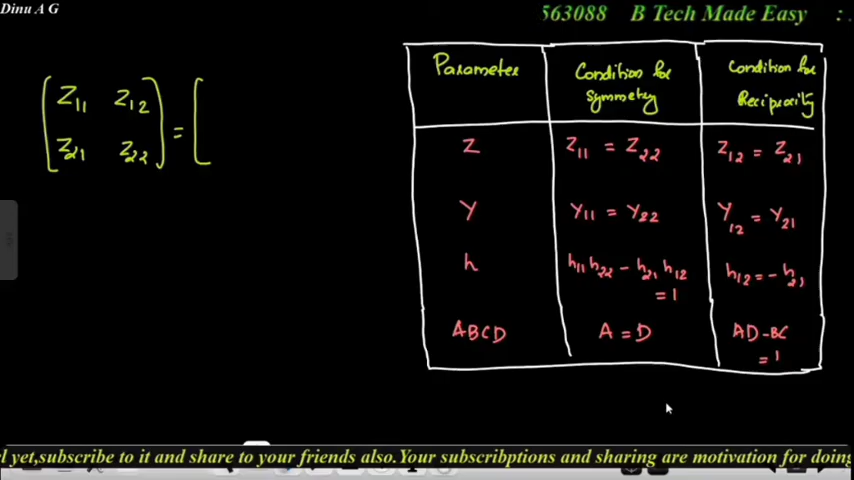 Dinu A G
563088 B Tech Made Easy : .
Z11 Z12
Z21 Z22
= [
Parameter Condition for Symmetry Condition for Reciprocity
Z Z11 = Z22 Z12 = Z21
Y Y11 = Y22 Y12 = Y21
h h11 h22 - h21 h12 = 1 h12 = - h21
ABCD A = D AD - BC = 1
el yet,subscribe to it and share to your friends also.Your subscribptions and sharing are motivation for doing